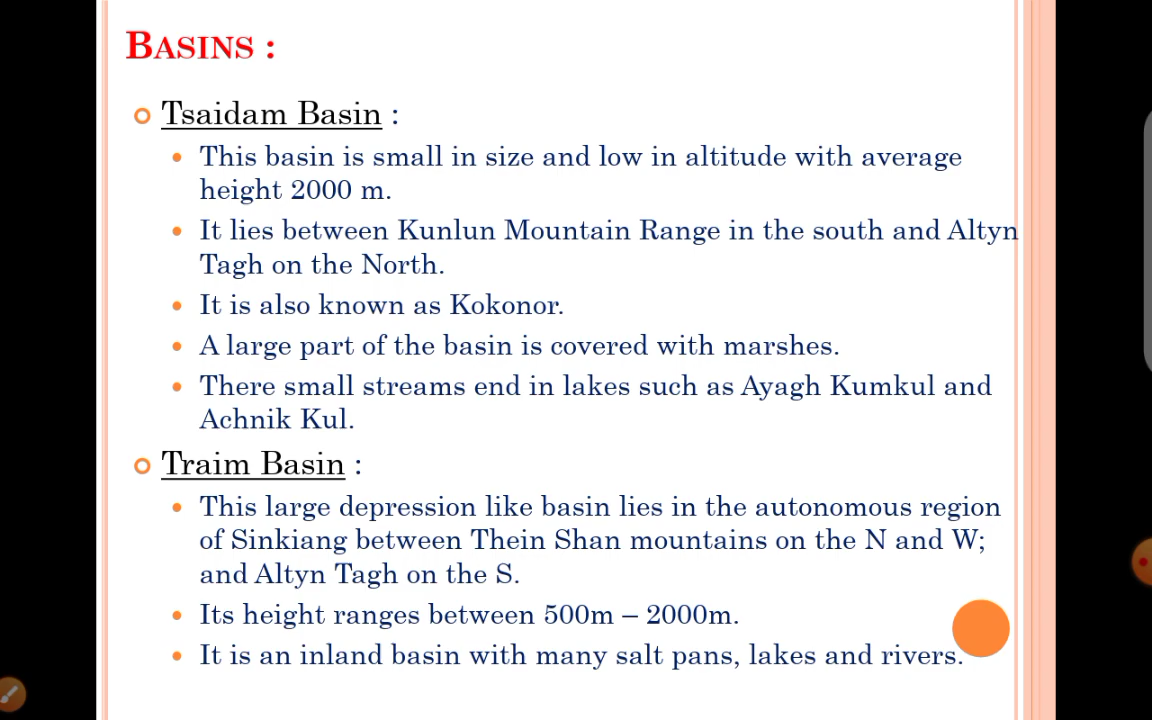 BASINS :
Tsaidam Basin :
This basin is small in size and low in altitude with average
height 2000 m.
It lies between Kunlun Mountain Range in the south and Altyn
Tagh on the North.
It is also known as Kokonor.
A large part of the basin is covered with marshes.
There small streams end in lakes such as Ayagh Kumkul and
Achnik Kul.
Traim Basin :
This large depression like basin lies in the autonomous region
of Sinkiang between Thein Shan mountains on the N and W;
and Altyn Tagh on the S.
Its height ranges between 500m – 2000m.
It is an inland basin with many salt pans, lakes and rivers.